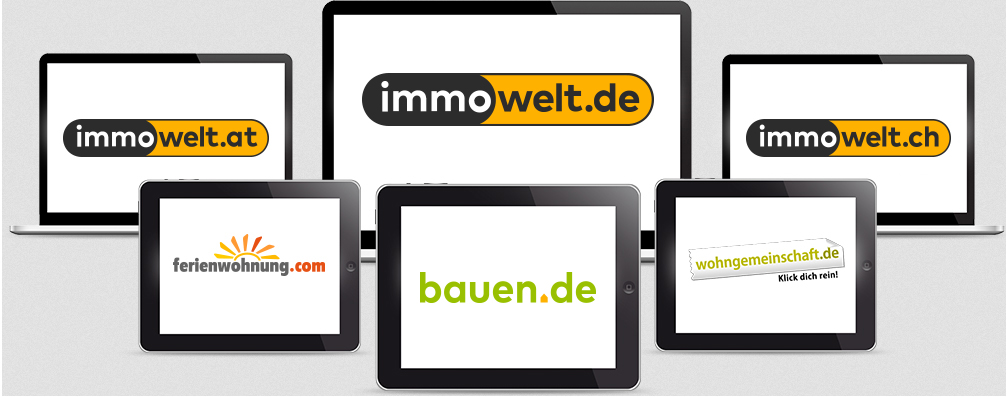 immowelt.de
immowelt.at
immowelt.ch
ferienwohnung.com
bauen.de
wohngemeinschaft.de
Klick dich rein!